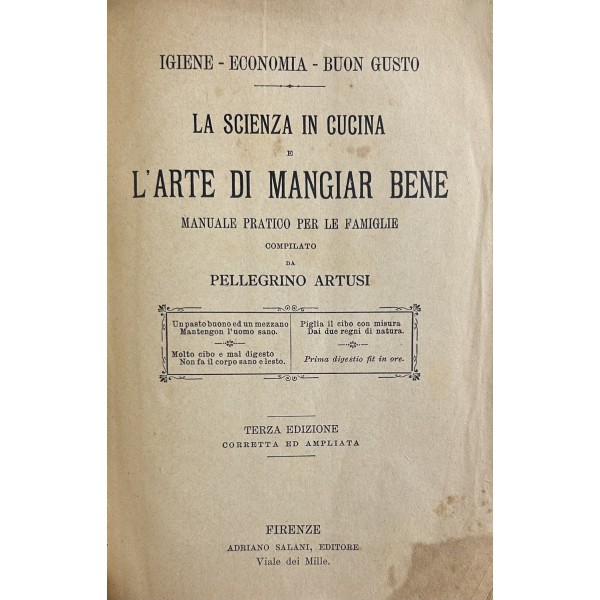 IGIENE - ECONOMIA - BUON GUSTO
LA SCIENZA IN CUCINA
E
L'ARTE DI MANGIAR BENE
MANUALE PRATICO PER LE FAMIGLIE
COMPILATO
DA
PELLEGRINO ARTUSI
Un pasto buono ed un mezzano
Mantengon l'uomo sano.
Molto cibo e mal digesto
Non fa il corpo sano e lesto.
Piglia il cibo con misura
Dai due regni di natura.
Prima digestio fit in ore.
TERZA EDIZIONE
CORRETTA ED AMPLIATA
FIRENZE
ADRIANO SALANI, EDITORE
Viale dei Mille.